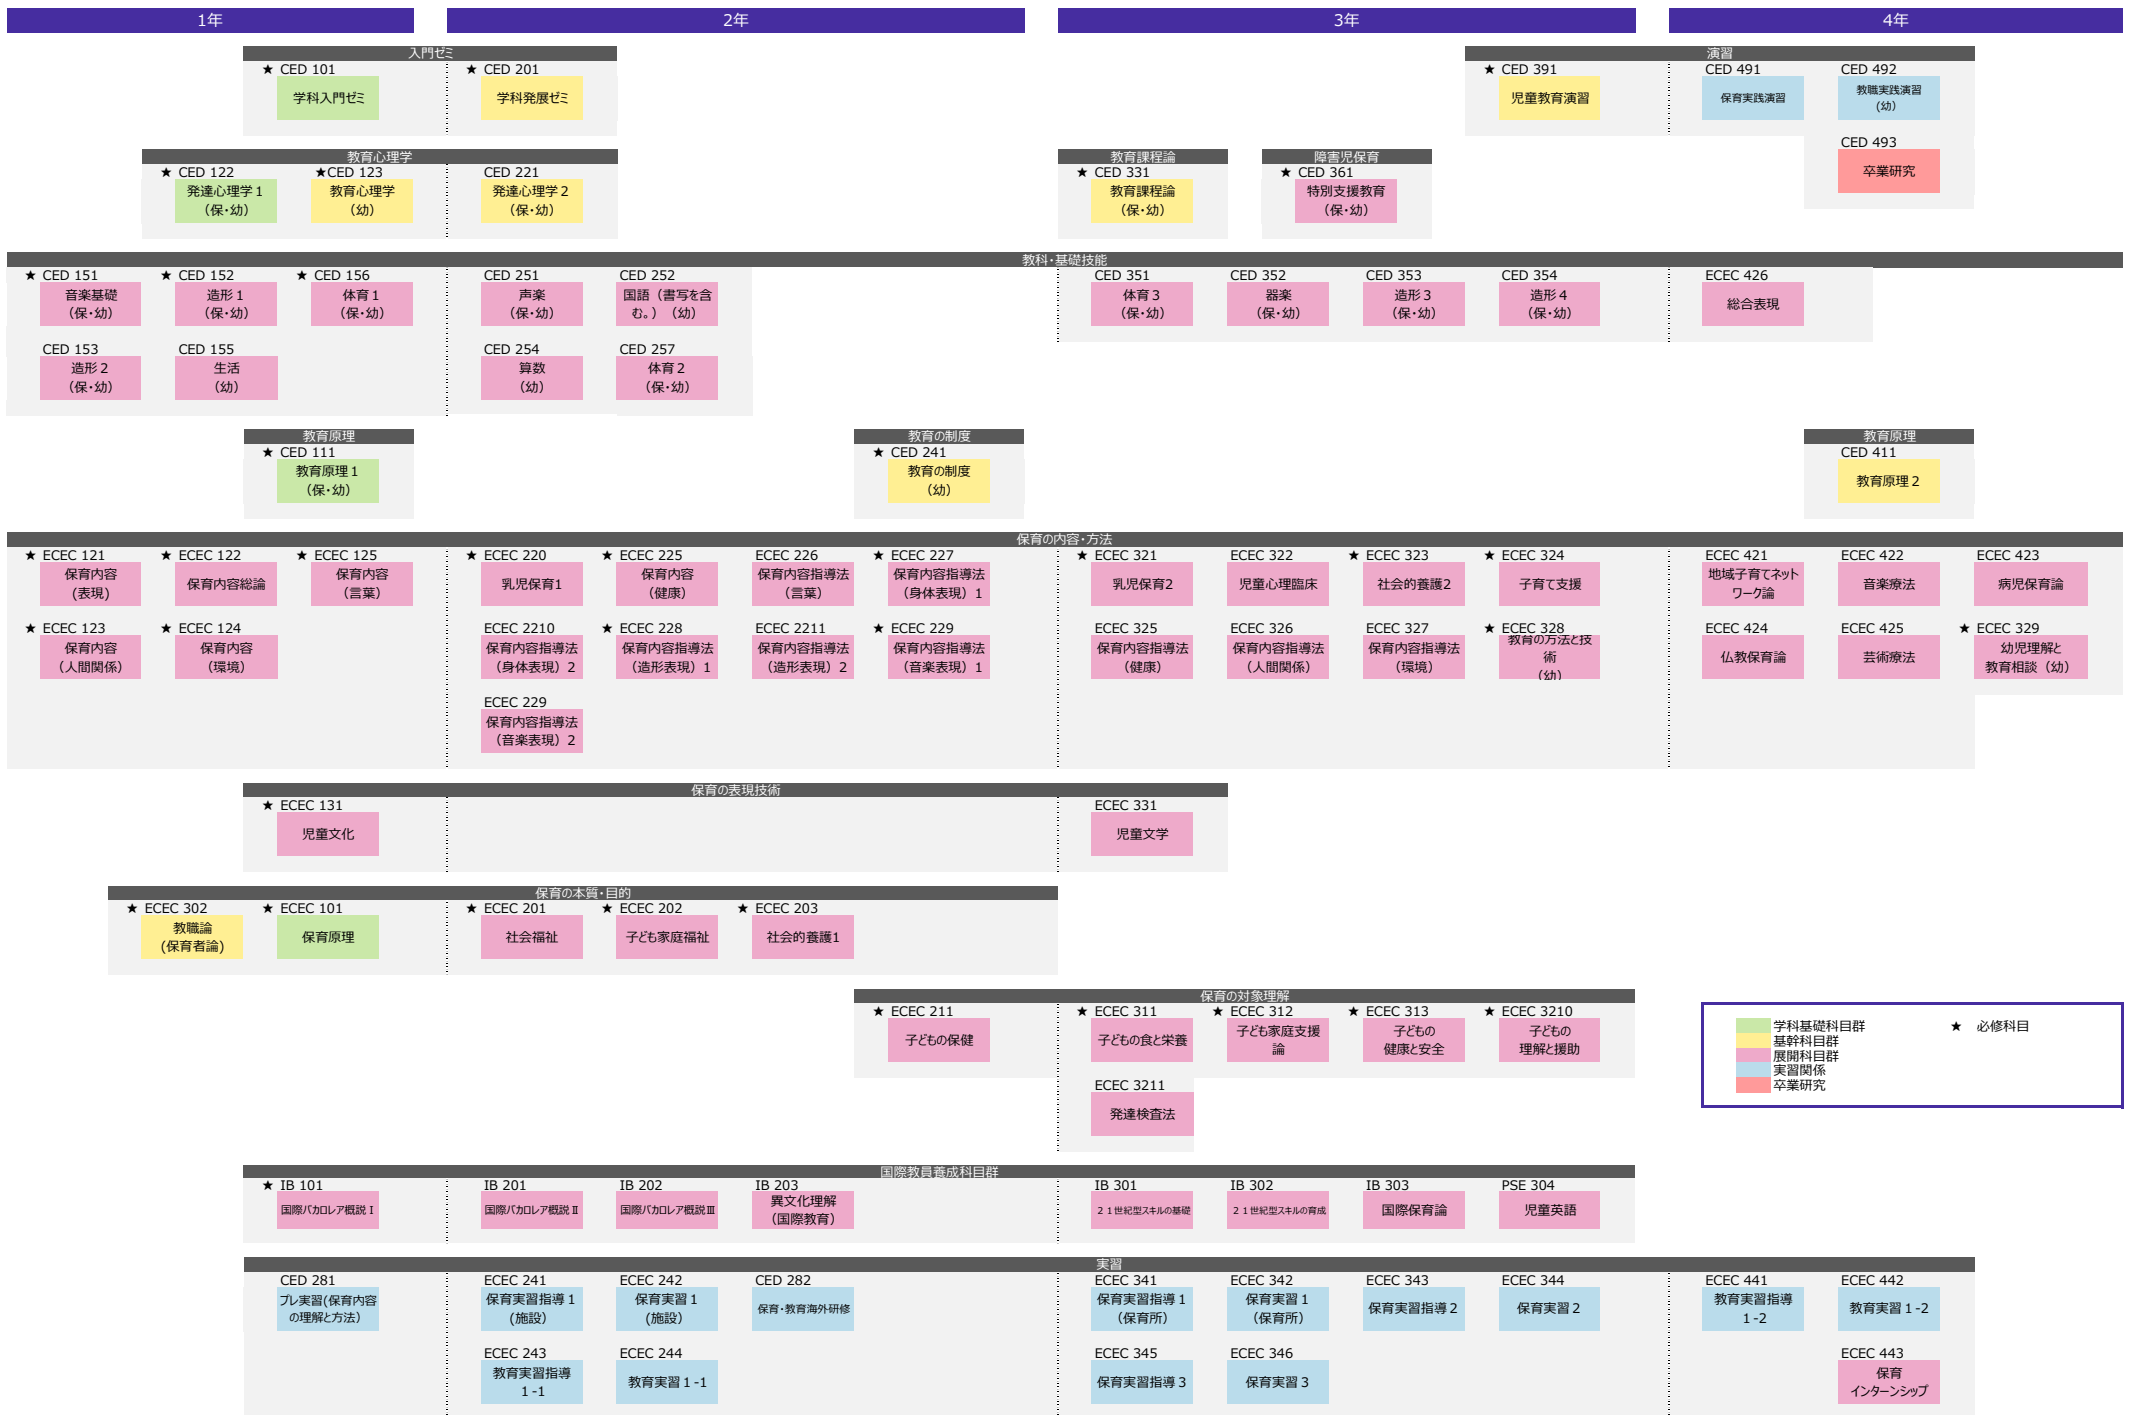 1年
2年
3年
4年
入門ゼミ
演習
★ CED 101
★ CED 201
★ CED 391
CED 491
CED 492
学科入門ゼミ
学科発展ゼミ
児童教育演習
保育実践演習
教職実践演習
(幼)
CED 493
卒業研究
教育心理学
教育課程論
障害児保育
★ CED 122
★CED 123
CED 221
★ CED 331
★ CED 361
発達心理学1
(保・幼)
教育心理学
(幼)
発達心理学2
(保・幼)
教育課程論
(保・幼)
特別支援教育
(保・幼)
教科・基礎技能
★ CED 151
★ CED 152
★ CED 156
CED 251
CED 252
CED 351
CED 352
CED 353
CED 354
ECEC 426
音楽基礎
(保・幼)
造形1
(保・幼)
体育1
(保・幼)
声楽
(保・幼)
国語(書写を含
む。)(幼)
体育3
(保・幼)
器楽
(保・幼)
造形3
(保・幼)
造形4
(保・幼)
総合表現
CED 153
CED 155
CED 254
CED 257
造形2
(保・幼)
生活
(幼)
算数
(幼)
体育2
(保・幼)
教育原理
教育の制度
教育原理
★ CED 111
★ CED 241
CED 411
教育原理1
(保・幼)
教育の制度
(幼)
教育原理2
保育の内容・方法
★ ECEC 121
★ ECEC 122
★ ECEC 125
★ ECEC 220
★ ECEC 225
ECEC 226
★ ECEC 227
★ ECEC 321
ECEC 322
★ ECEC 323
★ ECEC 324
ECEC 421
ECEC 422
ECEC 423
保育内容
(表現)
保育内容総論
保育内容
(言葉)
乳児保育1
保育内容
(健康)
保育内容指導法
(言葉)
保育内容指導法
(身体表現)1
乳児保育2
児童心理臨床
社会的養護2
子育て支援
地域子育てネット
ワーク論
音楽療法
病児保育論
★ ECEC 123
★ ECEC 124
ECEC 2210
★ ECEC 228
ECEC 2211
★ ECEC 229
ECEC 325
ECEC 326
ECEC 327
★ ECEC 328
ECEC 424
ECEC 425
★ ECEC 329
保育内容
(人間関係)
保育内容
(環境)
保育内容指導法
(身体表現)2
保育内容指導法
(造形表現)1
保育内容指導法
(造形表現)2
保育内容指導法
(音楽表現)1
保育内容指導法
(健康)
保育内容指導法
(人間関係)
保育内容指導法
(環境)
教育の方法と技
術
(幼)
仏教保育論
芸術療法
幼児理解と
教育相談(幼)
ECEC 229
保育内容指導法
(音楽表現)2
保育の表現技術
★ ECEC 131
ECEC 331
児童文化
児童文学
保育の本質・目的
★ ECEC 302
★ ECEC 101
★ ECEC 201
★ ECEC 202
★ ECEC 203
教職論
(保育者論)
保育原理
社会福祉
子ども家庭福祉
社会的養護1
保育の対象理解
★ ECEC 211
★ ECEC 311
★ ECEC 312
★ ECEC 313
★ ECEC 3210
子どもの保健
子どもの食と栄養
子ども家庭支援
論
子どもの
健康と安全
子どもの
理解と援助
ECEC 3211
発達検査法
学科基礎科目群
★ 必修科目
基幹科目群
展開科目群
実習関係
卒業研究
国際教員養成科目群
★ IB 101
IB 201
IB 202
IB 203
IB 301
IB 302
IB 303
PSE 304
国際バカロレア概説Ⅰ
国際バカロレア概説Ⅱ
国際バカロレア概説Ⅲ
異文化理解
(国際教育)
21世紀型スキルの基礎
21世紀型スキルの育成
国際保育論
児童英語
実習
CED 281
ECEC 241
ECEC 242
CED 282
ECEC 341
ECEC 342
ECEC 343
ECEC 344
ECEC 441
ECEC 442
プレ実習(保育内容
の理解と方法)
保育実習指導1
(施設)
保育実習1
(施設)
保育・教育海外研修
保育実習指導1
(保育所)
保育実習1
(保育所)
保育実習指導2
保育実習2
教育実習指導
1-2
教育実習1-2
ECEC 243
ECEC 244
ECEC 345
ECEC 346
ECEC 443
教育実習指導
1-1
教育実習1-1
保育実習指導3
保育実習3
保育
インターンシップ